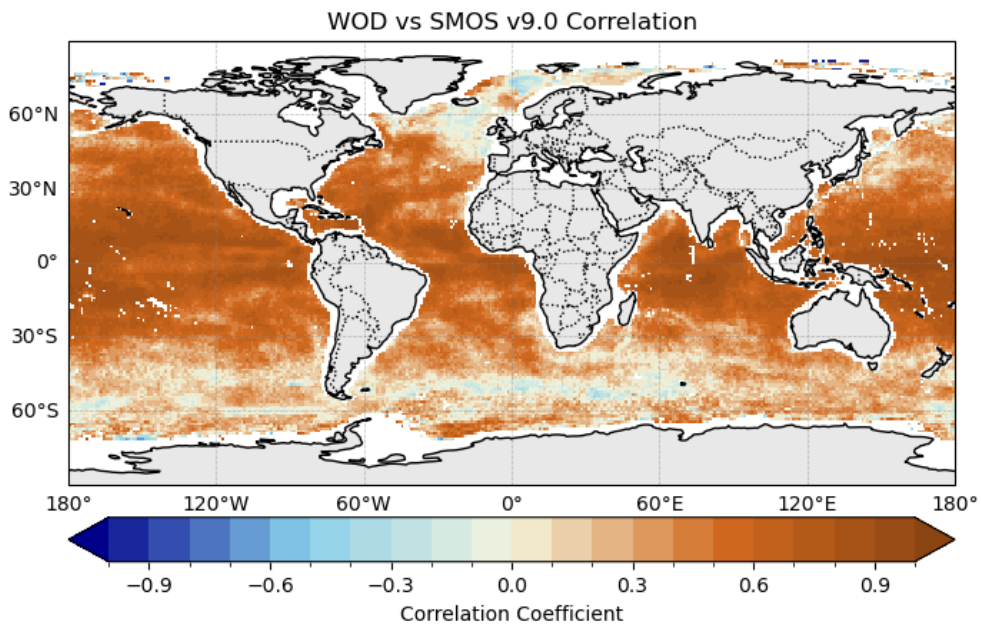 WOD vs SMOS v9.0 Correlation
60°N
30°N
0°
30°S
60°S
180° 120°W 60°W 0° 60°E 120°E 180°
−0.9 −0.6 −0.3 0.0 0.3 0.6 0.9
Correlation Coefficient